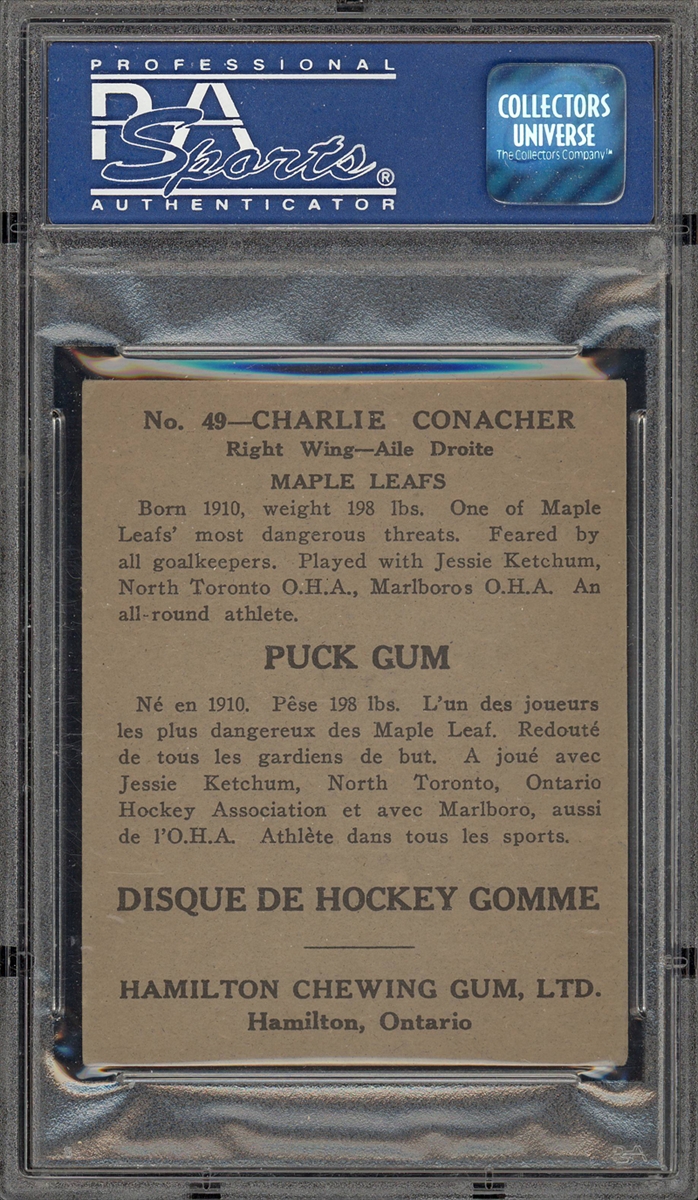 PROFESSIONAL
PSA
Sports®
AUTHENTICATOR
COLLECTORS
UNIVERSE
The Collectors Company™
No. 49—CHARLIE CONACHER
Right Wing—Aile Droite
MAPLE LEAFS
Born 1910, weight 198 lbs. One of Maple
Leafs' most dangerous threats. Feared by
all goalkeepers. Played with Jessie Ketchum,
North Toronto O.H.A., Marlboros O.H.A. An
all-round athlete.
PUCK GUM
Né en 1910. Pêse 198 lbs. L'un des joueurs
les plus dangereux des Maple Leaf. Redouté
de tous les gardiens de but. A joué avec
Jessie Ketchum, North Toronto, Ontario
Hockey Association et avec Marlboro, aussi
de l'O.H.A. Athlète dans tous les sports.
DISQUE DE HOCKEY GOMME
HAMILTON CHEWING GUM, LTD.
Hamilton, Ontario
PSA